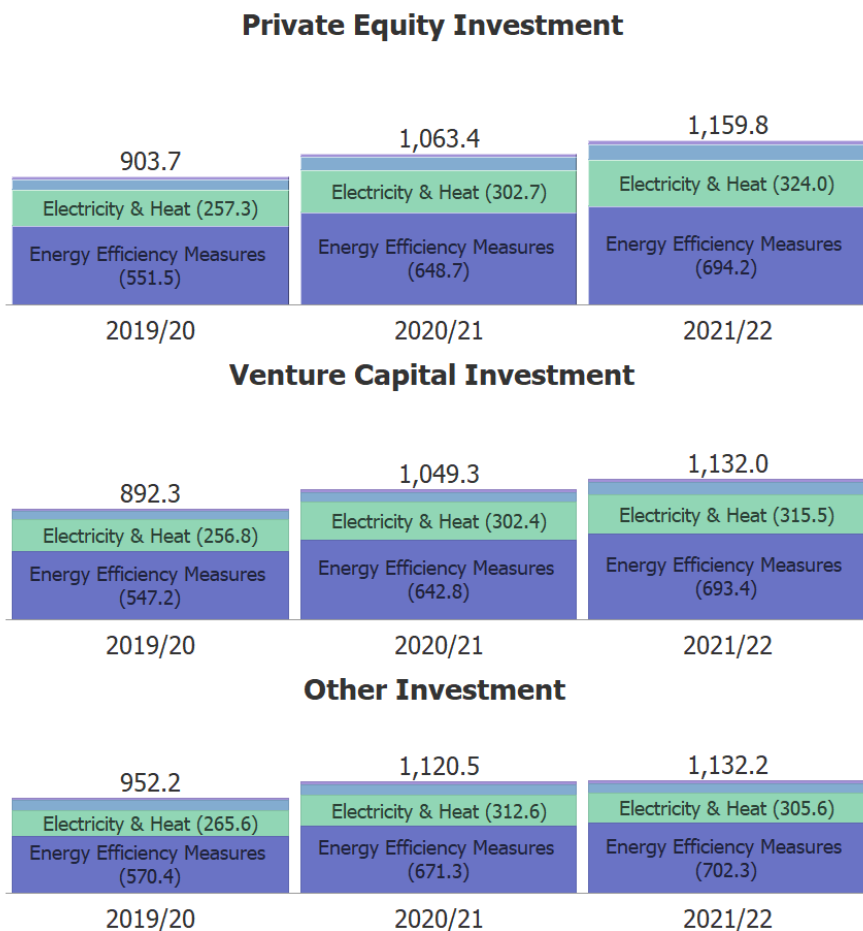 Private Equity Investment
903.7
1,063.4
1,159.8
Electricity & Heat (257.3)
Electricity & Heat (302.7)
Electricity & Heat (324.0)
Energy Efficiency Measures
(551.5)
Energy Efficiency Measures
(648.7)
Energy Efficiency Measures
(694.2)
2019/20
2020/21
2021/22
Venture Capital Investment
892.3
1,049.3
1,132.0
Electricity & Heat (256.8)
Electricity & Heat (302.4)
Electricity & Heat (315.5)
Energy Efficiency Measures
(547.2)
Energy Efficiency Measures
(642.8)
Energy Efficiency Measures
(693.4)
2019/20
2020/21
2021/22
Other Investment
952.2
1,120.5
1,132.2
Electricity & Heat (265.6)
Electricity & Heat (312.6)
Electricity & Heat (305.6)
Energy Efficiency Measures
(570.4)
Energy Efficiency Measures
(671.3)
Energy Efficiency Measures
(702.3)
2019/20
2020/21
2021/22